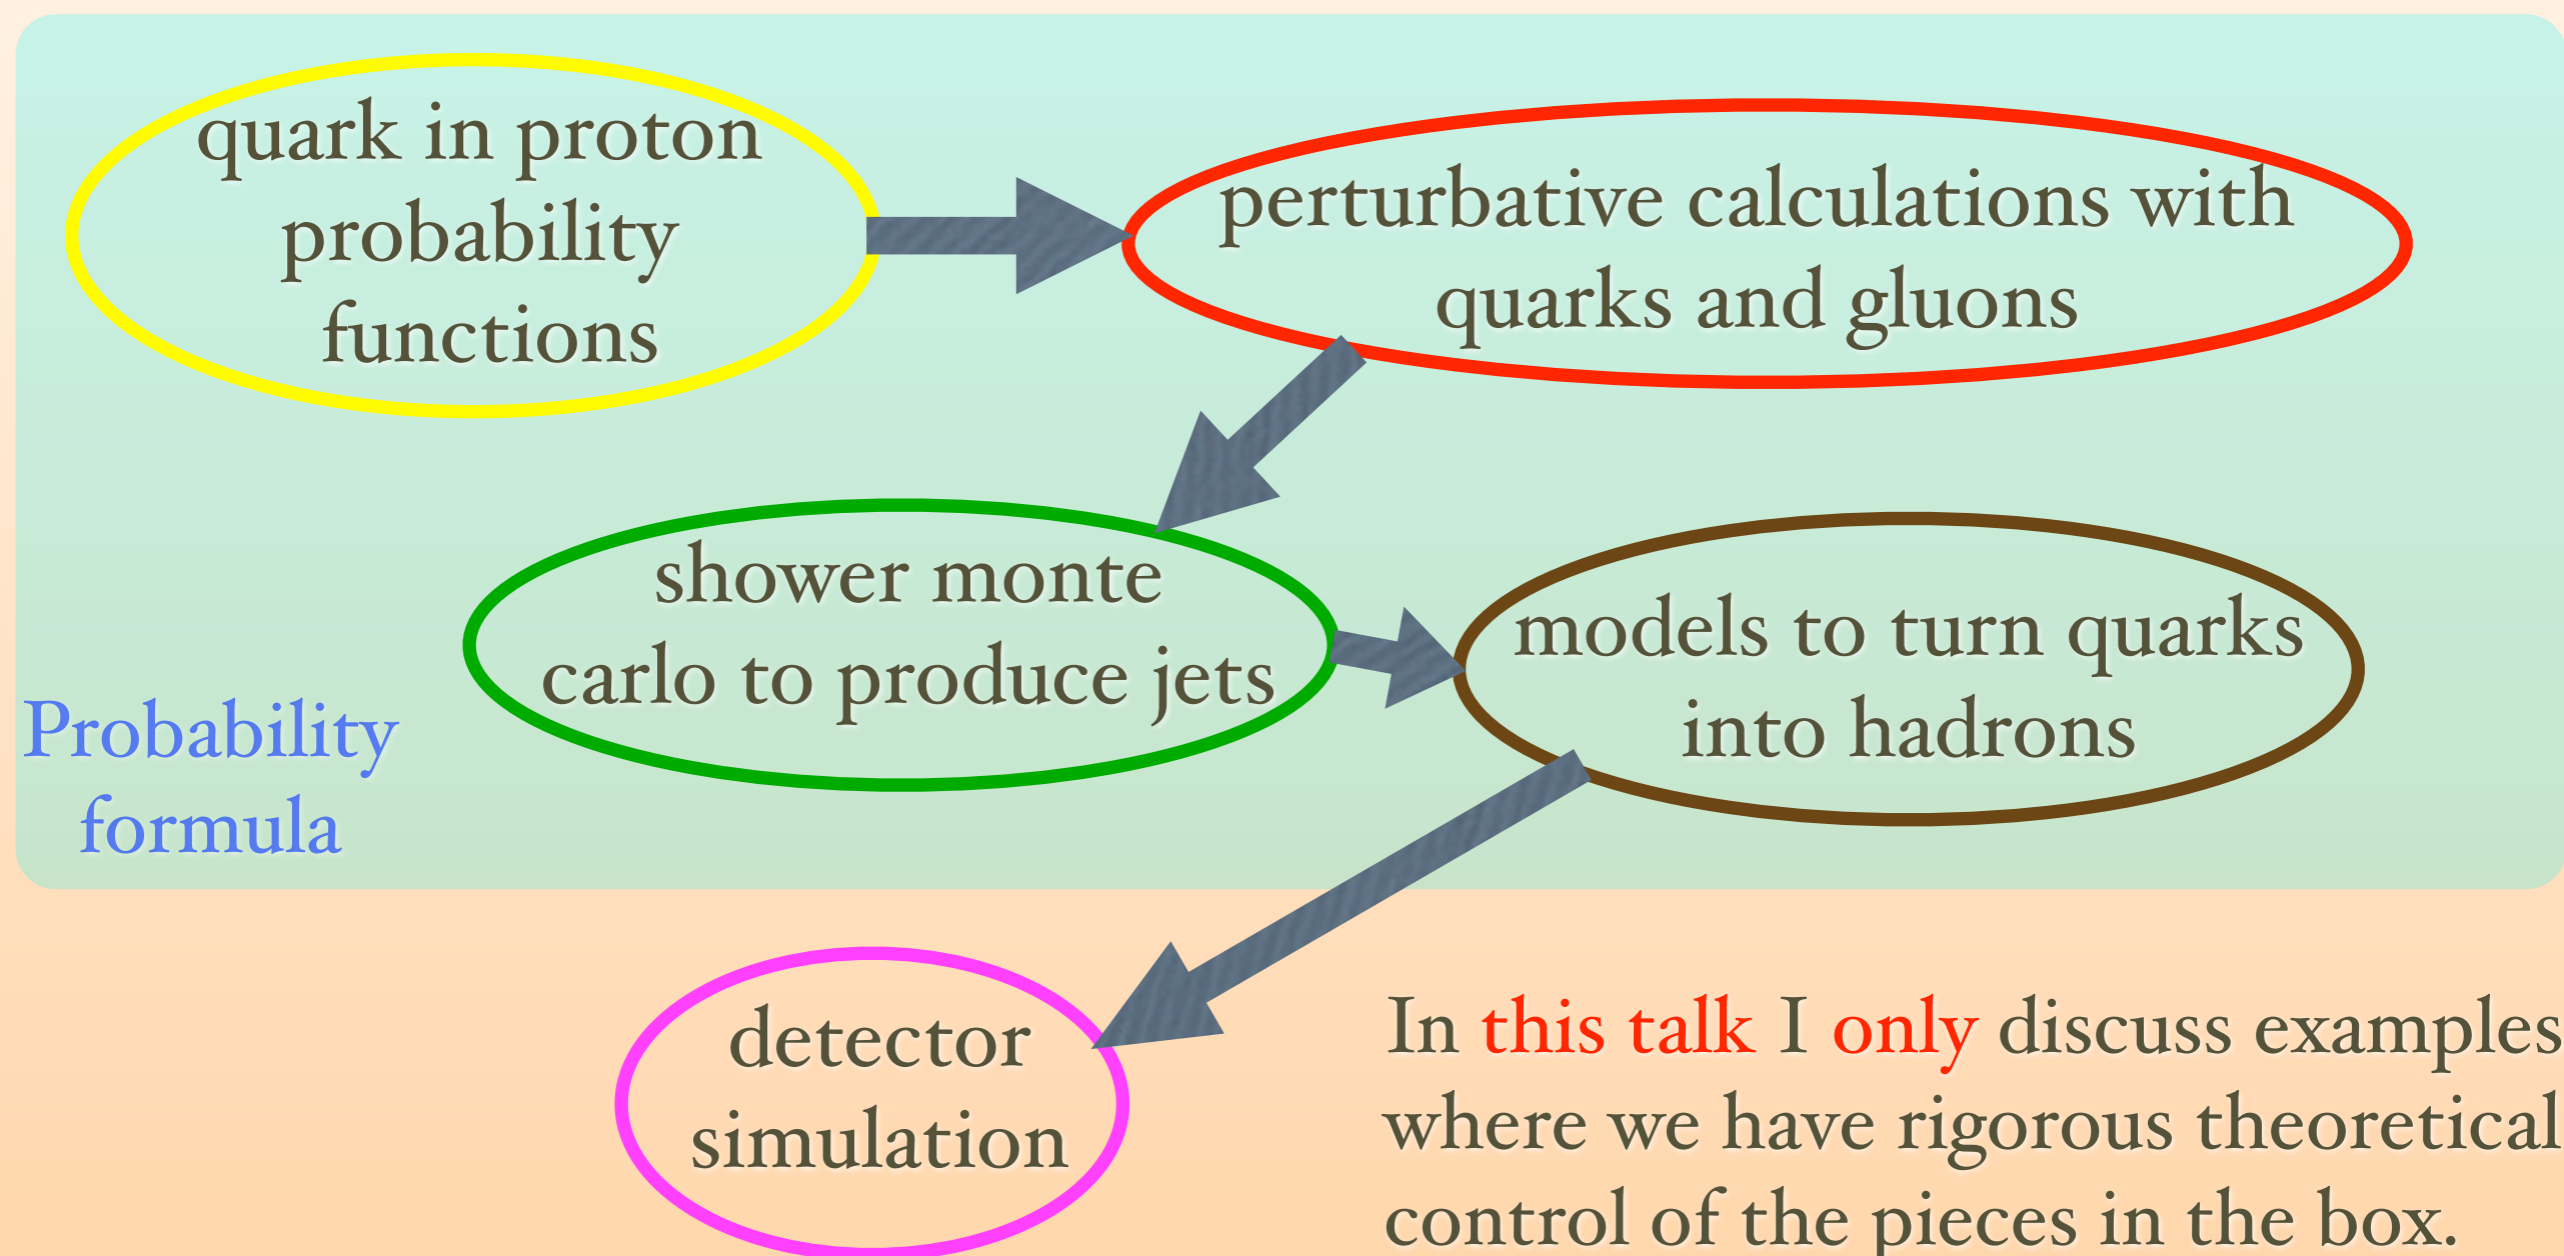 quark in proton
probability
functions
perturbative calculations with
quarks and gluons
shower monte
carlo to produce jets
models to turn quarks
into hadrons
Probability
formula
detector
simulation
In this talk I only discuss examples
where we have rigorous theoretical
control of the pieces in the box.